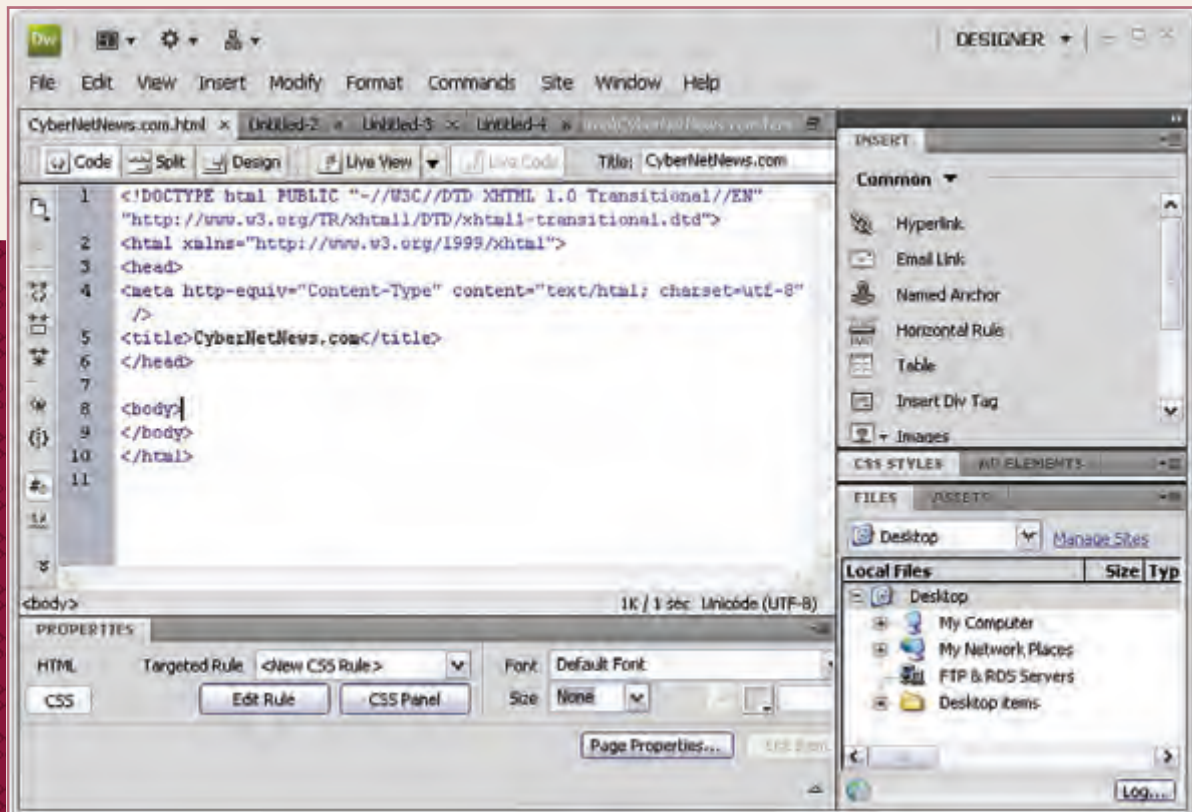 Dw DESIGNER
File Edit View Insert Modify Format Commands Site Window Help
CyberNetNews.com.html × Untitled-2 × Untitled-3 × Untitled-4 ×
Code Split Design Live View Live Code Title: CyberNetNews.com
1 <!DOCTYPE html PUBLIC "-//W3C//DTD XHTML 1.0 Transitional//EN"
"http://www.w3.org/TR/xhtml1/DTD/xhtml1-transitional.dtd">
2 <html xmlns="http://www.w3.org/1999/xhtml">
3 <head>
4 <meta http-equiv="Content-Type" content="text/html; charset=utf-8"
/>
5 <title>CyberNetNews.com</title>
6 </head>
7
8 <body>
9 </body>
10 </html>
11
<body> 1K / 1 sec Unicode (UTF-8)
PROPERTIES
HTML Targeted Rule <New CSS Rule> Font Default Font
CSS Edit Rule CSS Panel Size None
Page Properties...
INSERT
Common
Hyperlink
Email Link
Named Anchor
Horizontal Rule
Table
Insert Div Tag
Images
CSS STYLES AP ELEMENTS
FILES ASSETS
Desktop Manage Sites
Local Files Size Typ
Desktop
My Computer
My Network Places
FTP & RDS Servers
Desktop items
Log...